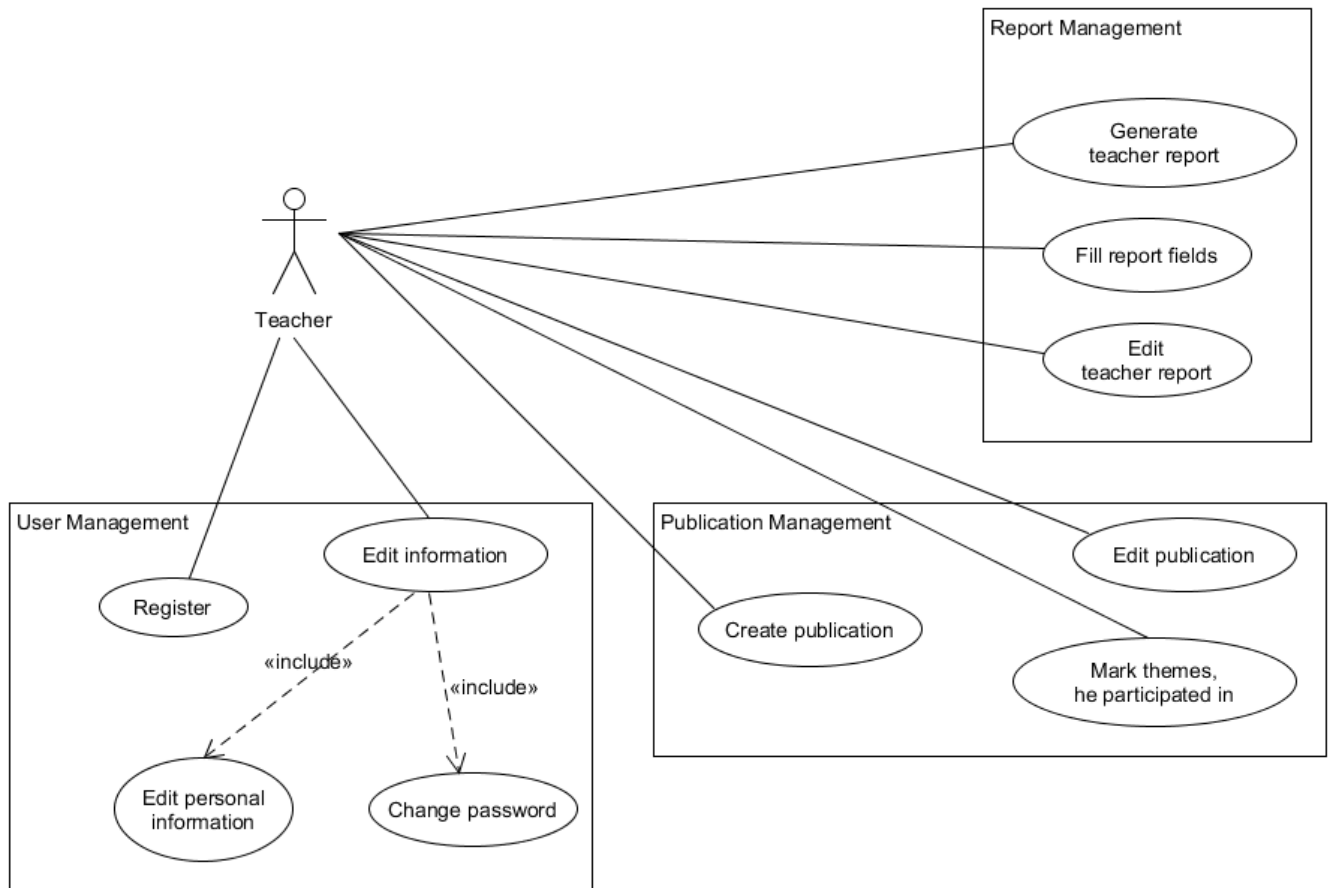 Report Management
Generate
teacher report
Fill report fields
Edit
teacher report
Teacher
User Management
Edit information
Register
«include»
«include»
Edit personal
information
Change password
Publication Management
Edit publication
Create publication
Mark themes,
he participated in